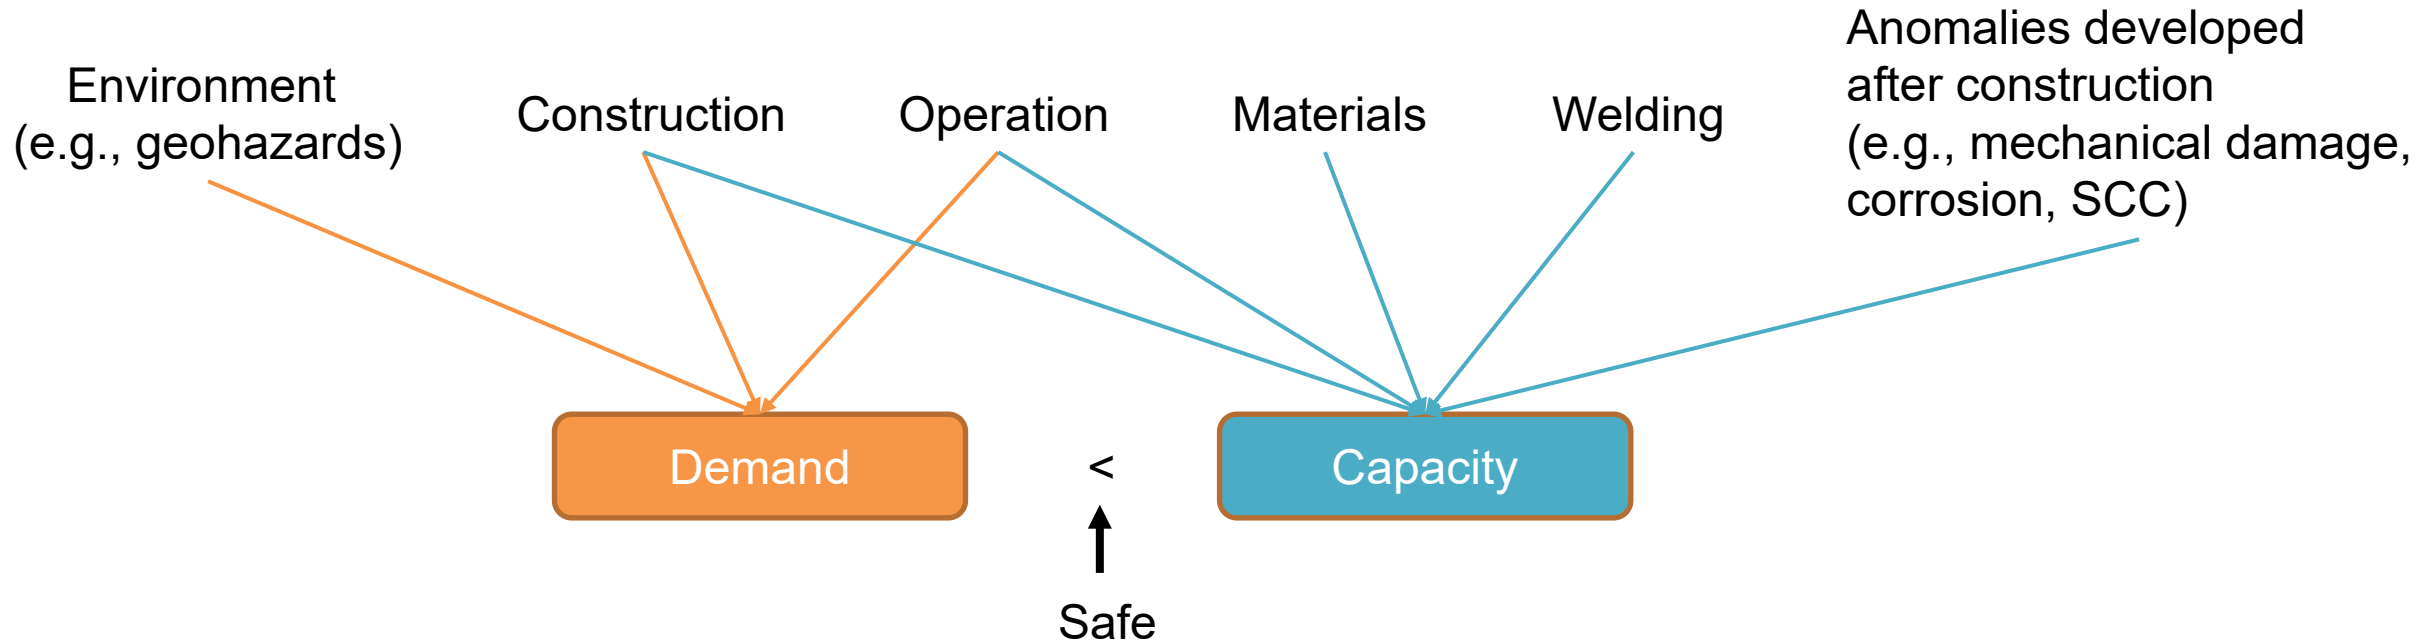 Environment
(e.g., geohazards)
Construction
Operation
Materials
Welding
Anomalies developed
after construction
(e.g., mechanical damage,
corrosion, SCC)
Demand
<
Capacity
Safe